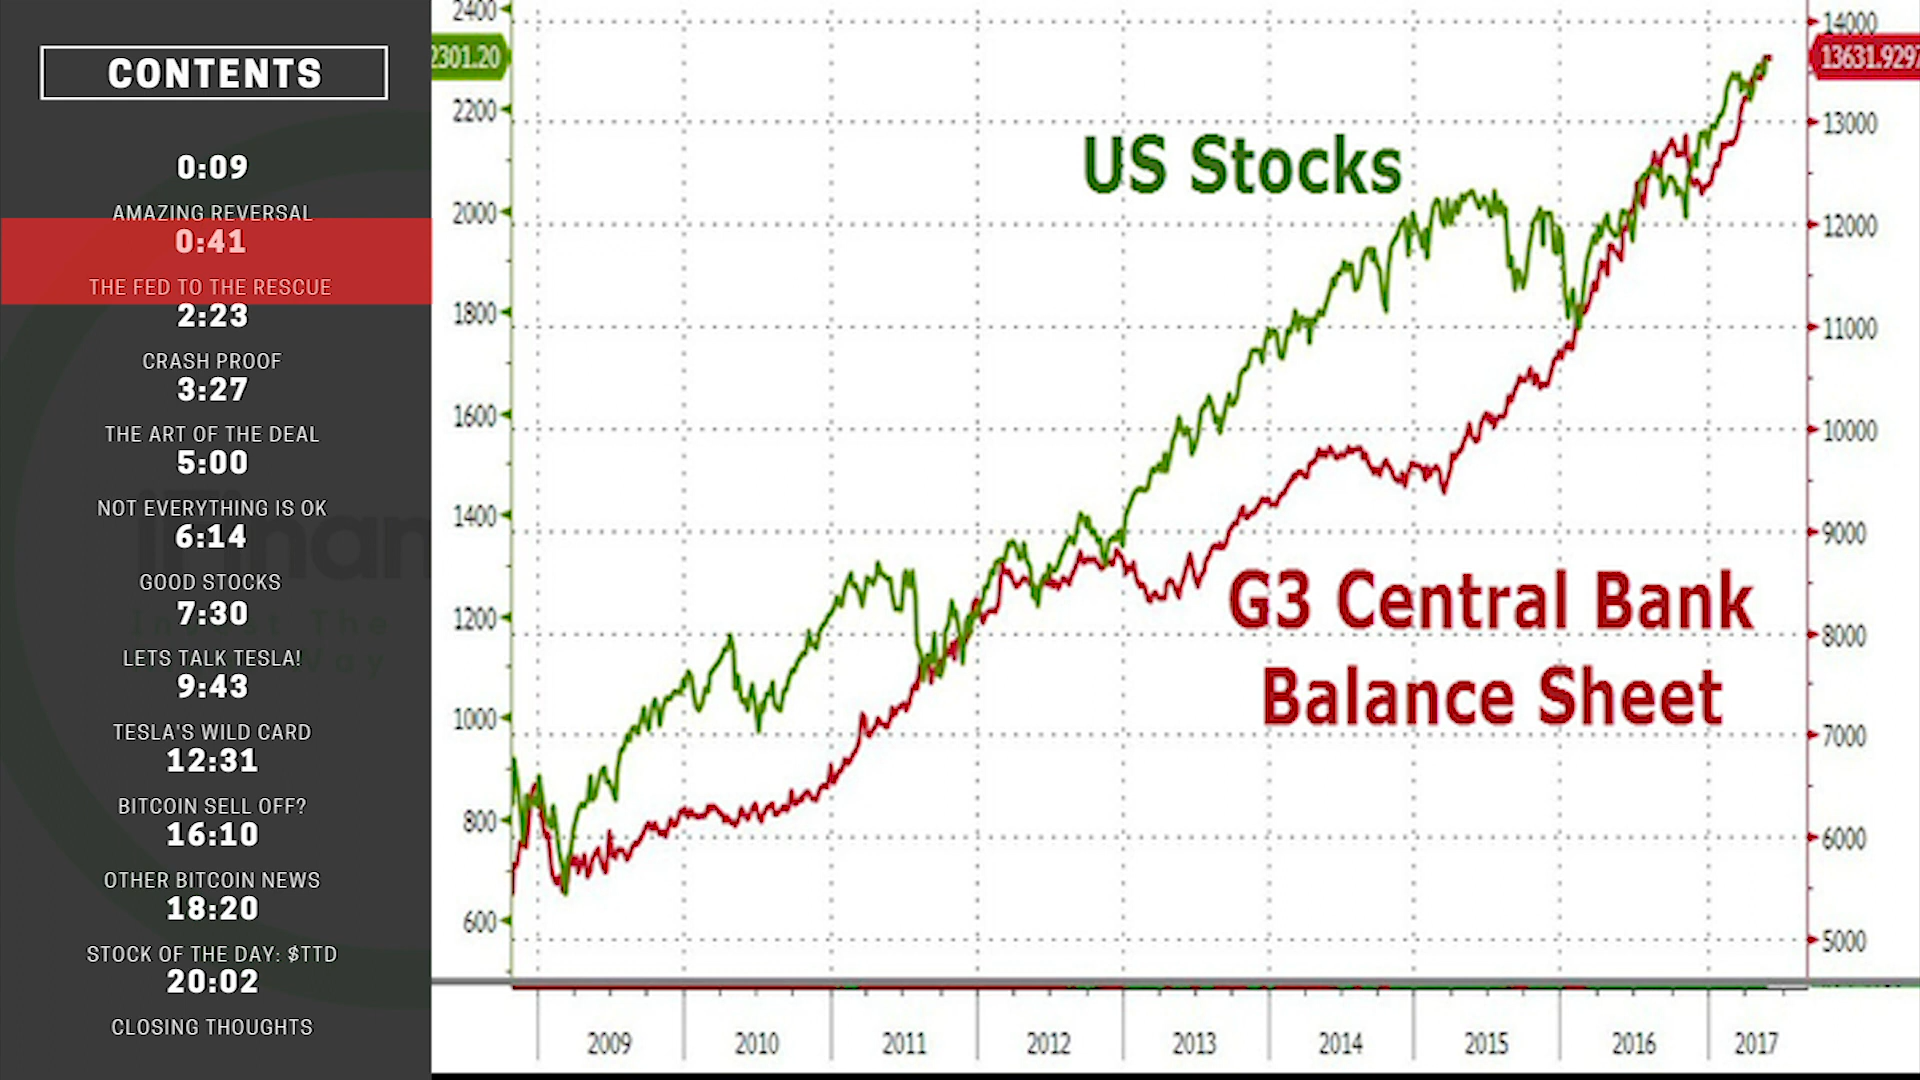 CONTENTS
0:09
AMAZING REVERSAL
0:41
THE FED TO THE RESCUE
2:23
CRASH PROOF
3:27
THE ART OF THE DEAL
5:00
NOT EVERYTHING IS OK
6:14
GOOD STOCKS
7:30
LETS TALK TESLA!
9:43
TESLA'S WILD CARD
12:31
BITCOIN SELL OFF?
16:10
OTHER BITCOIN NEWS
18:20
STOCK OF THE DAY: $TTD
20:02
CLOSING THOUGHTS
2400
2301.20
2200
2000
1800
1600
1400
1200
1000
800
600
US Stocks
G3 Central Bank
Balance Sheet
14000
13631.9297
13000
12000
11000
10000
9000
8000
7000
6000
5000
2009 2010 2011 2012 2013 2014 2015 2016 2017